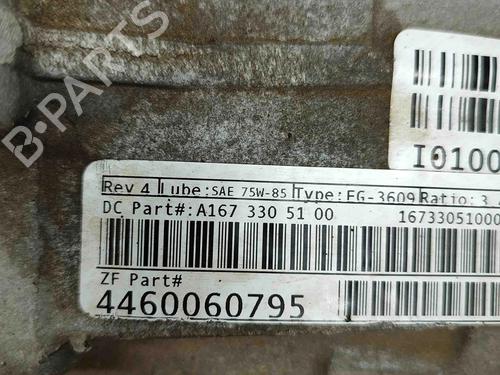 B-PARTS
I0100
Rev 4 Lube: SAE 75W-85 Type: FG-3609 Ratio: 3.
DC Part#: A167 330 51 00 16733051000
ZF Part#
4460060795